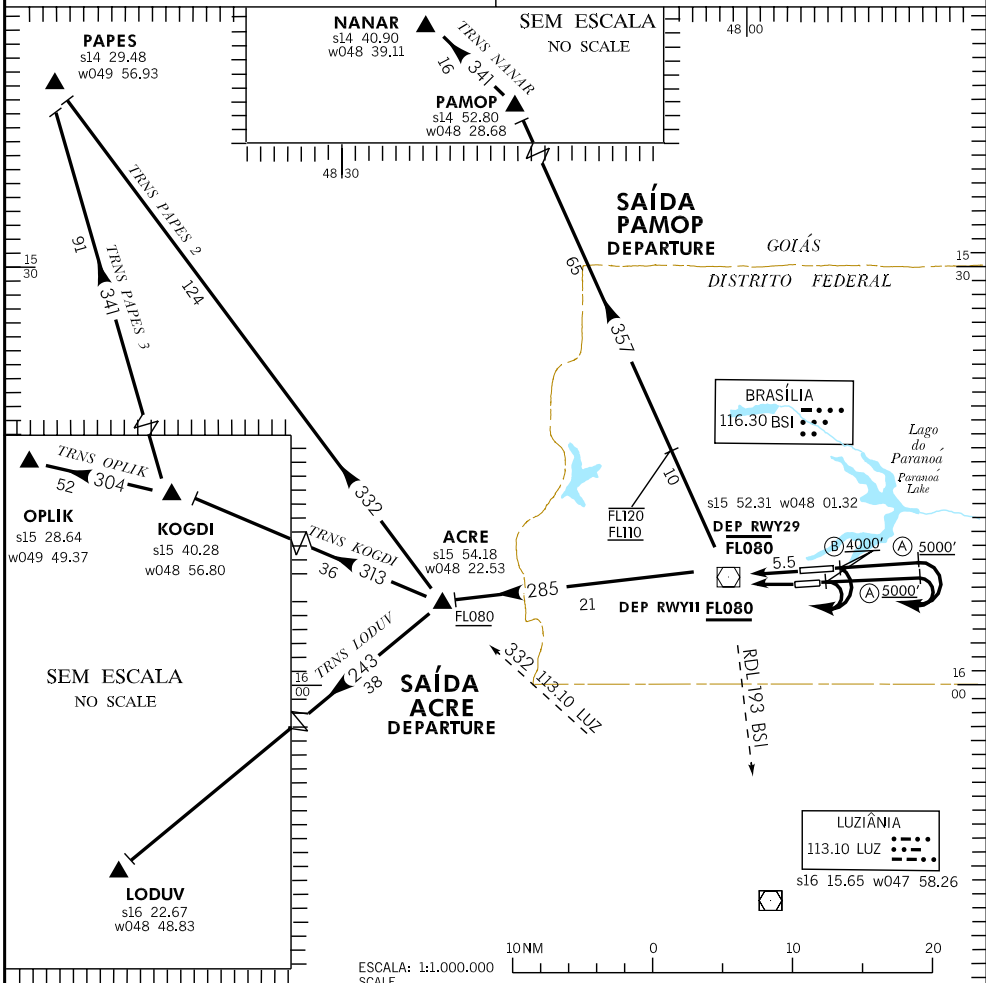 NANAR
s14 40.90
w048 39.11
TRNS NANAR
341
16
PAMOP
s14 52.80
w048 28.68
SEM ESCALA
NO SCALE
48 00
PAPES
s14 29.48
w049 56.93
48 30
TRNS PAPES 2
124
332
91
TRNS PAPES 3
341
15
30
SAÍDA
PAMOP
DEPARTURE
65
357
10
GOIÁS
DISTRITO FEDERAL
15
30
BRASÍLIA
116.30 BSI
Lago
do
Paranoá
Paranoá
Lake
s15 52.31 w048 01.32
FL120
FL110
DEP RWY29
FL080
B 4000'
A 5000'
5.5
A 5000'
DEP RWY11 FL080
TRNS OPLIK
304
52
OPLIK
s15 28.64
w049 49.37
KOGDI
s15 40.28
w048 56.80
TRNS KOGDI
313
36
ACRE
s15 54.18
w048 22.53
FL080
285
21
TRNS LODUV
243
38
SEM ESCALA
NO SCALE
16
00
SAÍDA
ACRE
DEPARTURE
332 113.10 LUZ
RDL 193 BSI
16
00
LODUV
s16 22.67
w048 48.83
LUZIÂNIA
113.10 LUZ
s16 15.65 w047 58.26
10NM 0 10 20
ESCALA: 1:1.000.000
SCALE